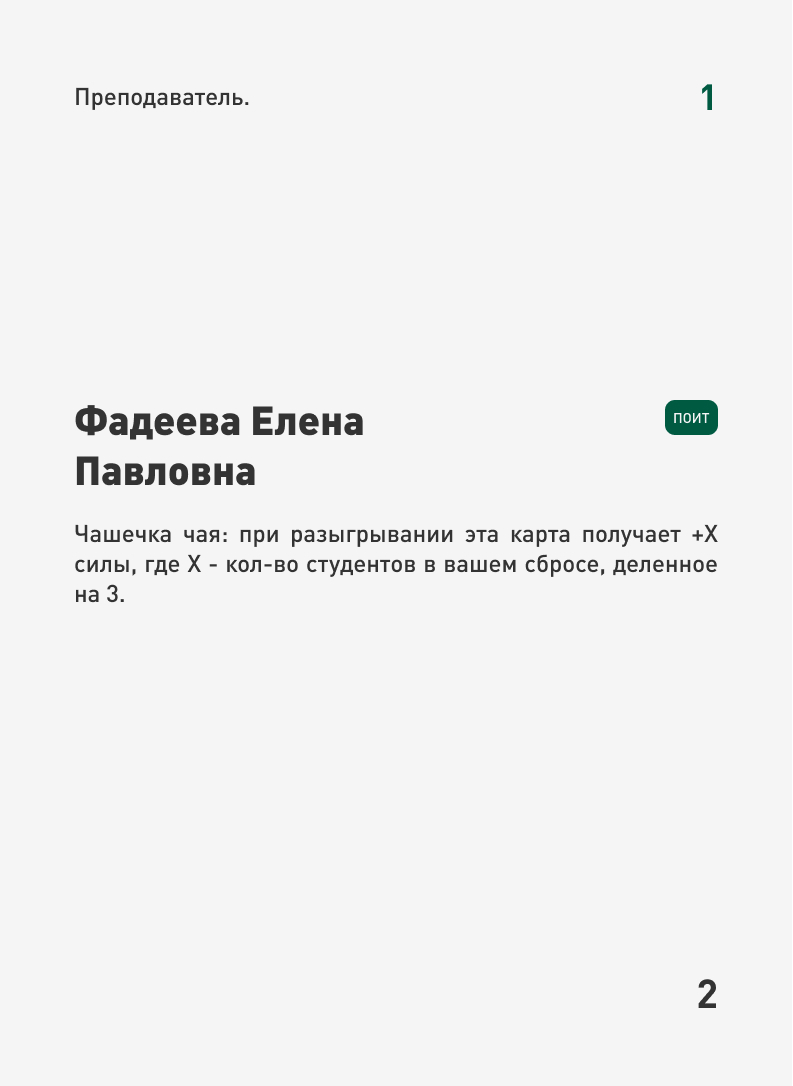 Преподаватель. 1
Фадеева Елена
Павловна
ПОИТ
Чашечка чая: при разыгрывании эта карта получает +X
силы, где X - кол-во студентов в вашем сбросе, деленное
на 3.
2